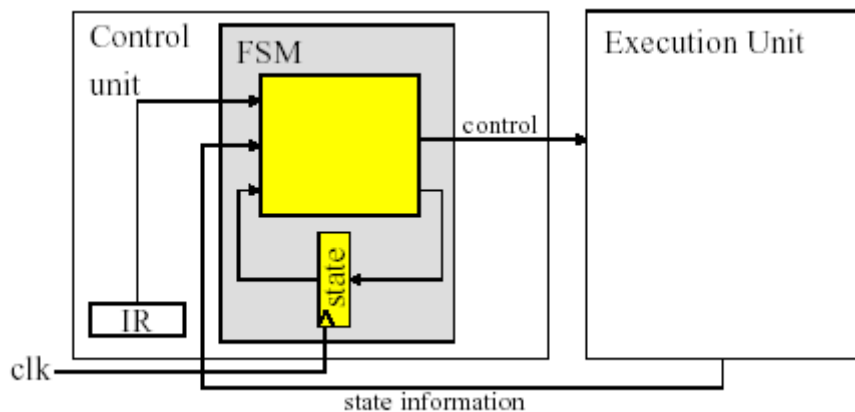 Control
unit
FSM
Execution Unit
control
state
IR
clk
state information